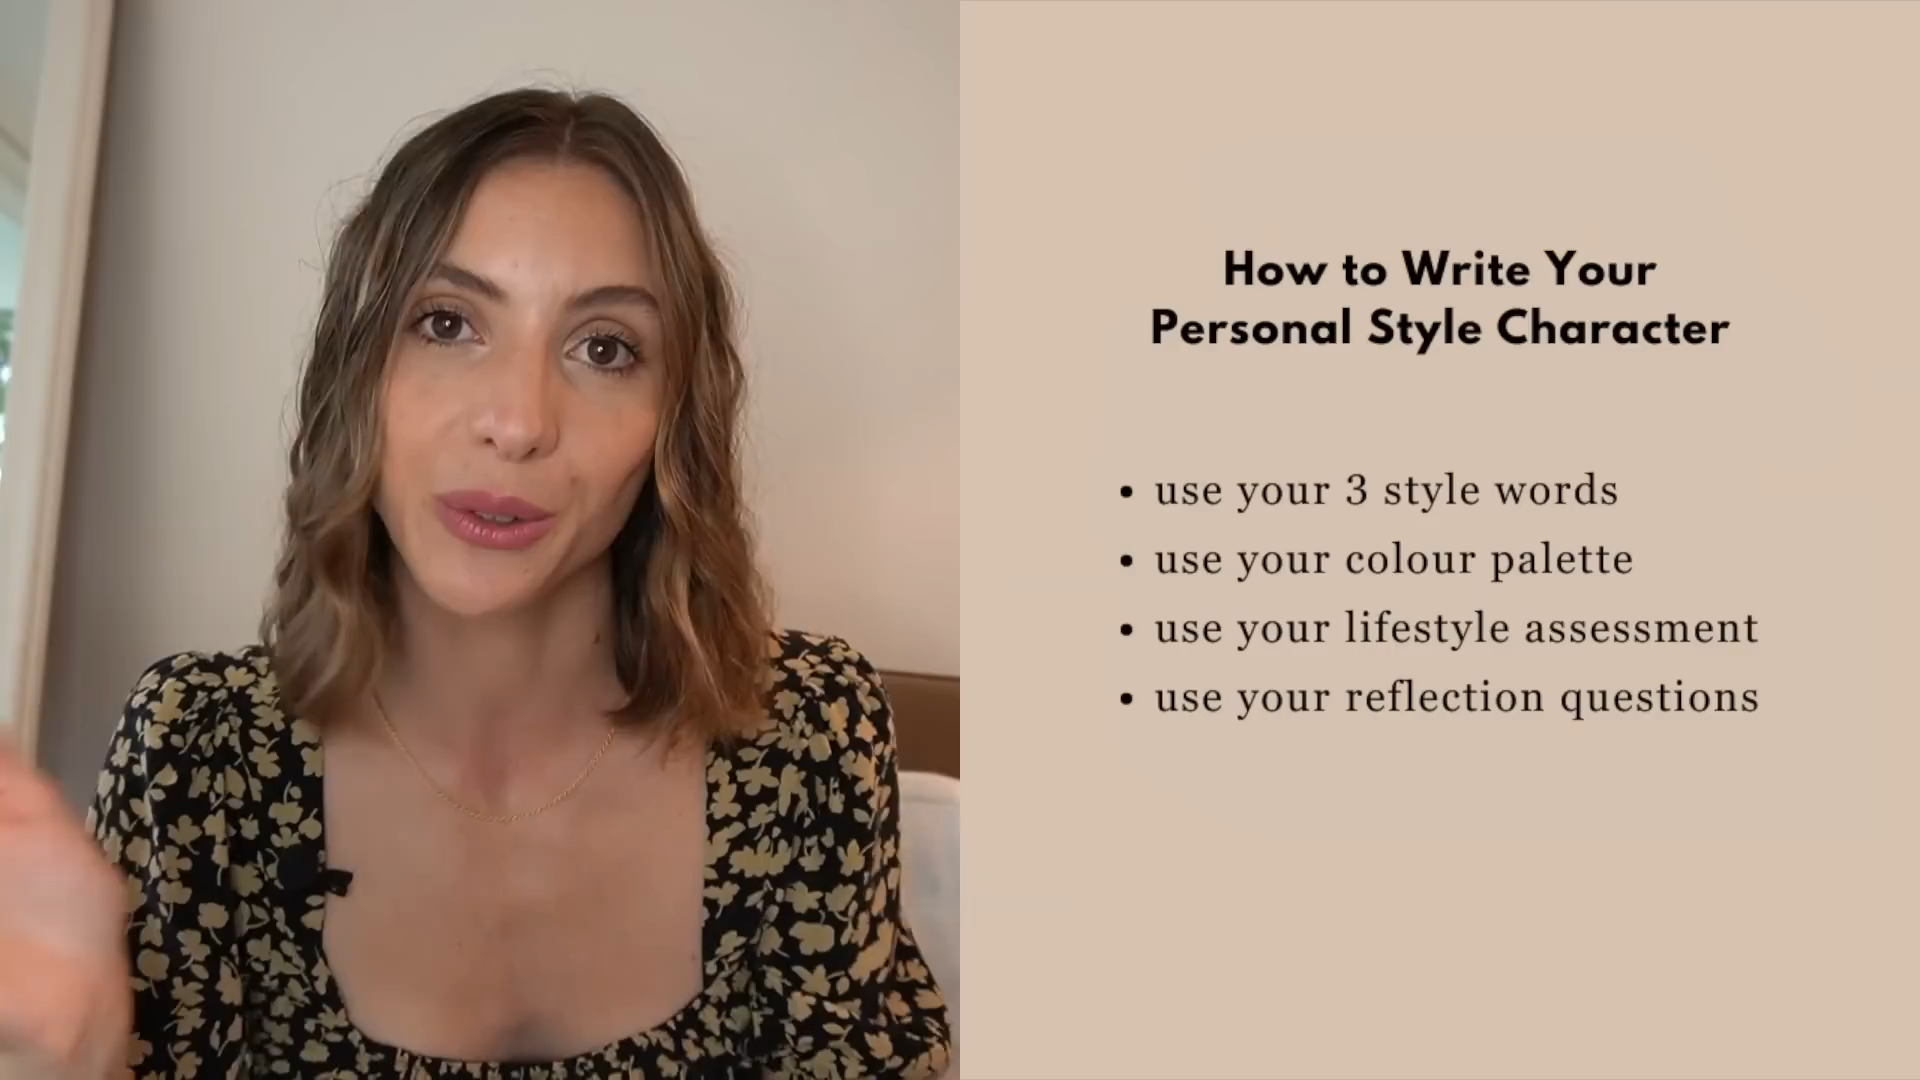 How to Write Your
Personal Style Character
• use your 3 style words
• use your colour palette
• use your lifestyle assessment
• use your reflection questions